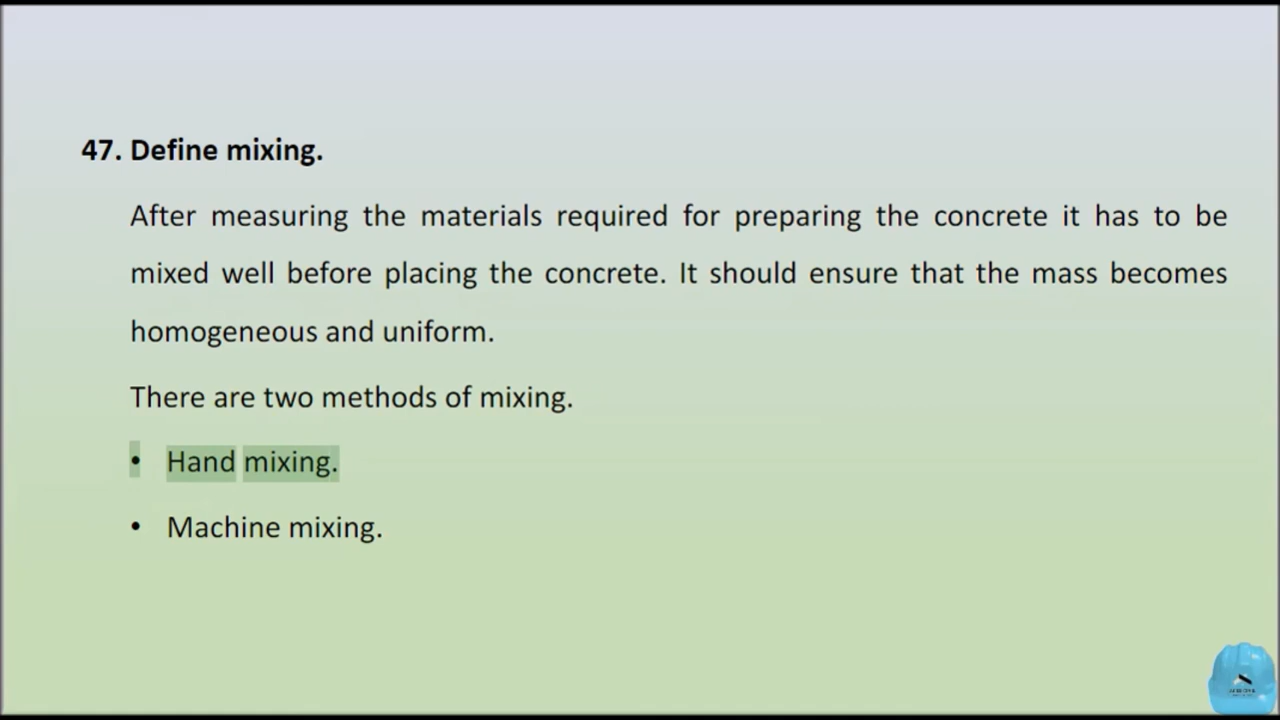 47. Define mixing.
After measuring the materials required for preparing the concrete it has to be
mixed well before placing the concrete. It should ensure that the mass becomes
homogeneous and uniform.
There are two methods of mixing.
• Hand mixing.
• Machine mixing.